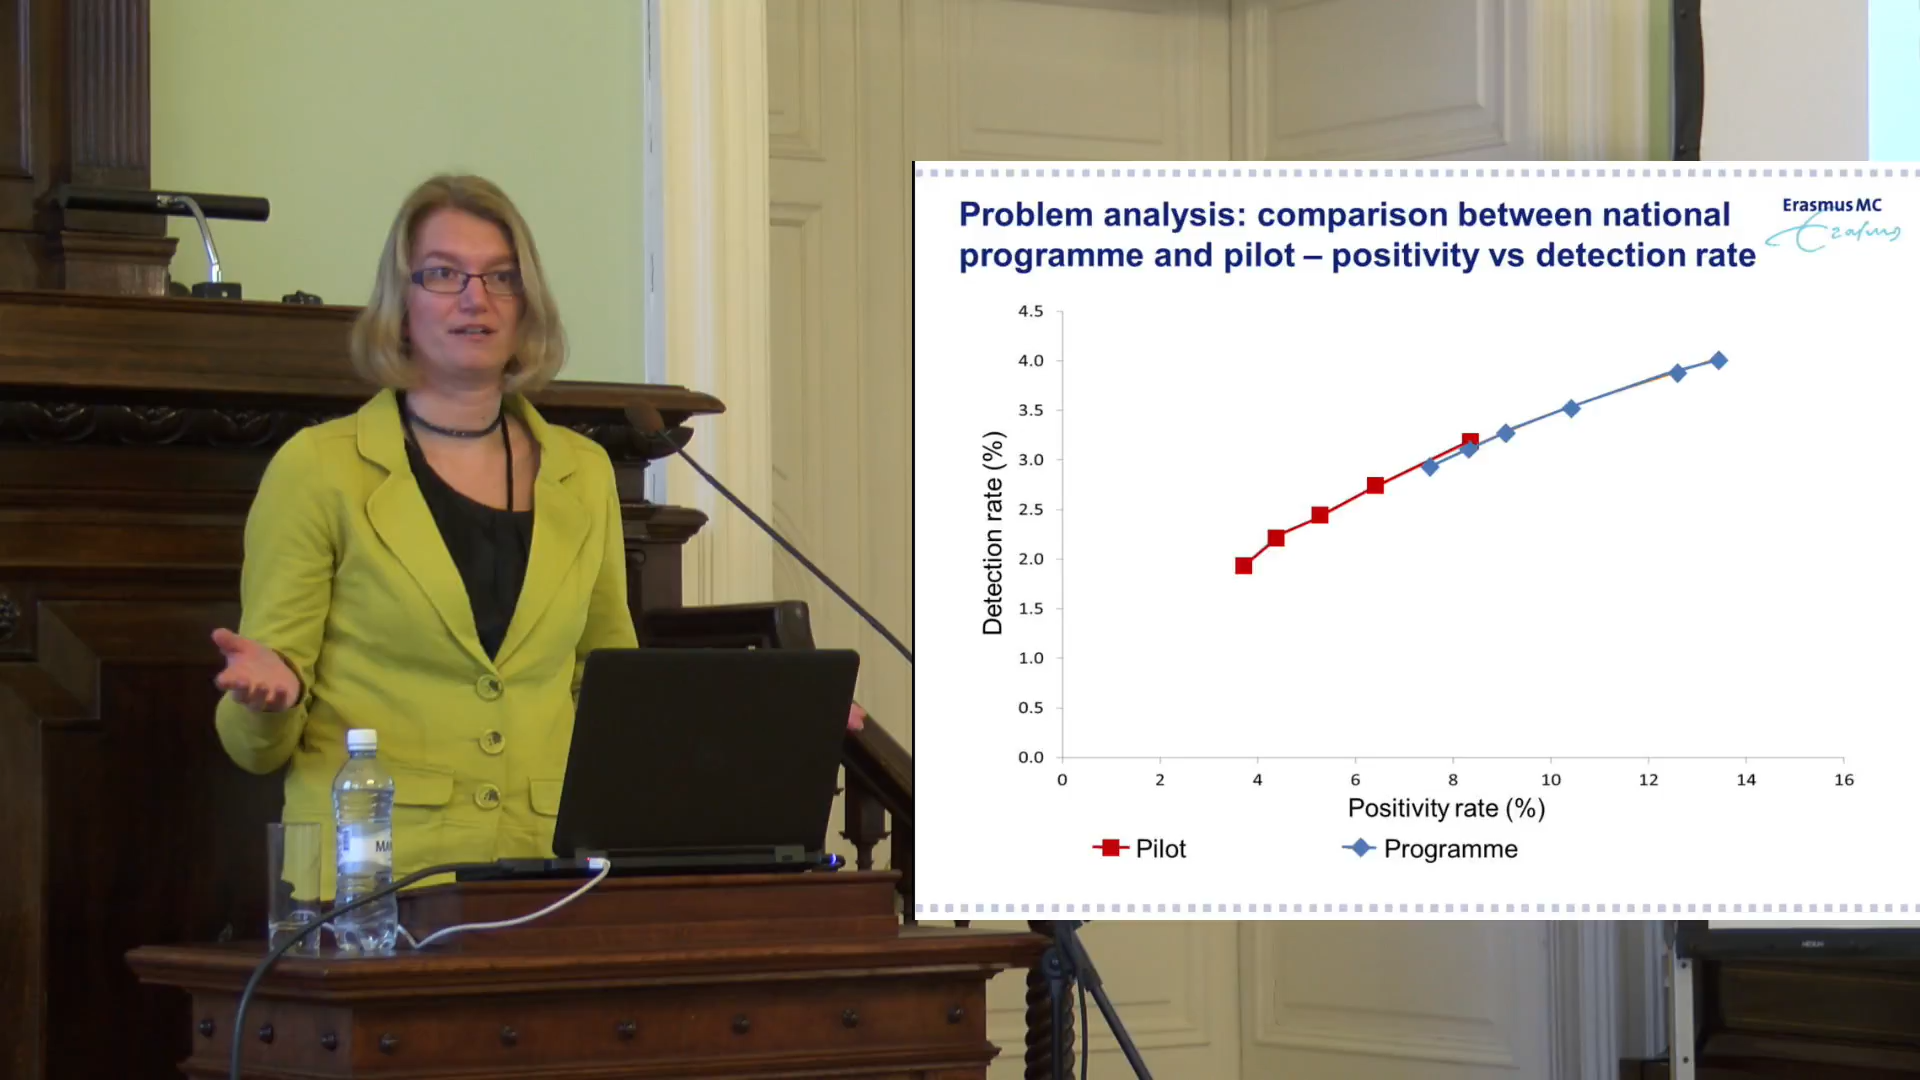 Problem analysis: comparison between national
programme and pilot – positivity vs detection rate
Erasmus MC
Erasmus
4.5
4.0
3.5
3.0
2.5
2.0
1.5
1.0
0.5
0.0
Detection rate (%)
0 2 4 6 8 10 12 14 16
Positivity rate (%)
Pilot
Programme